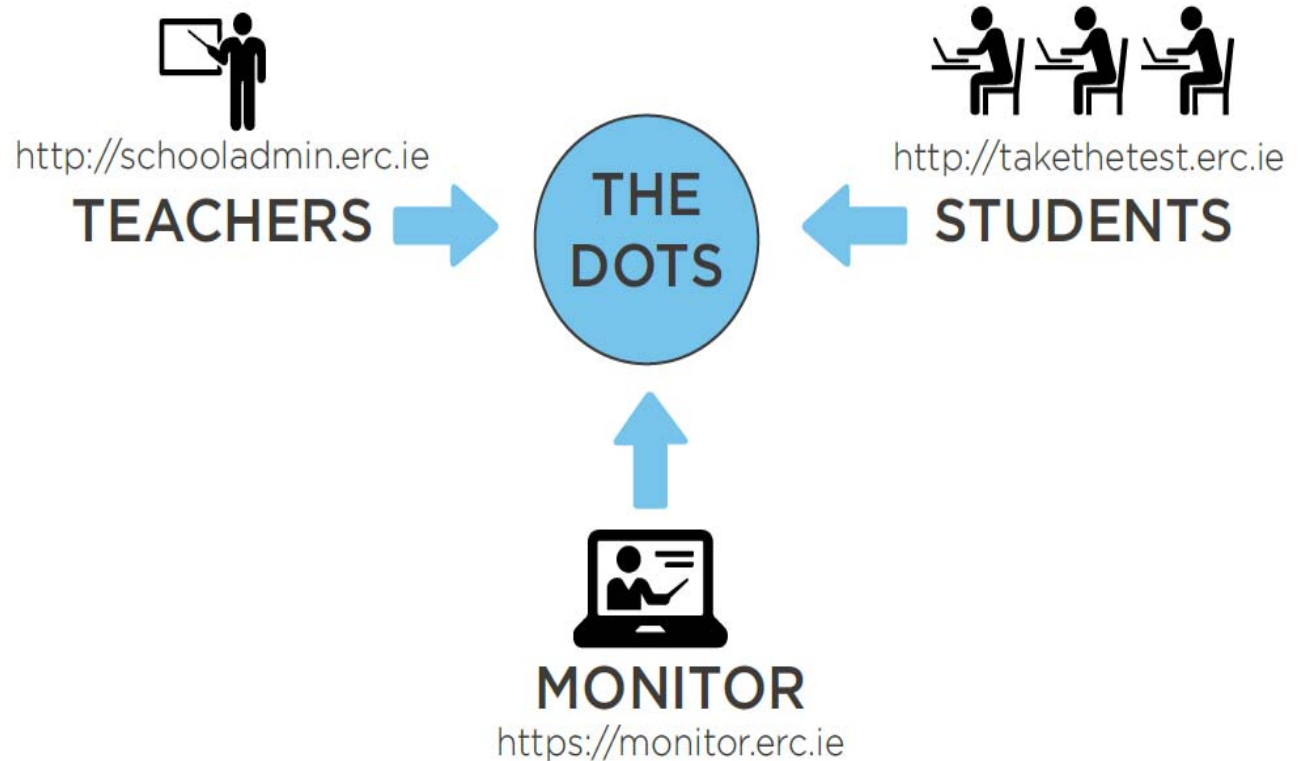 http://schooladmin.erc.ie
TEACHERS
THE
DOTS
http://takethetest.erc.ie
STUDENTS
MONITOR
https://monitor.erc.ie